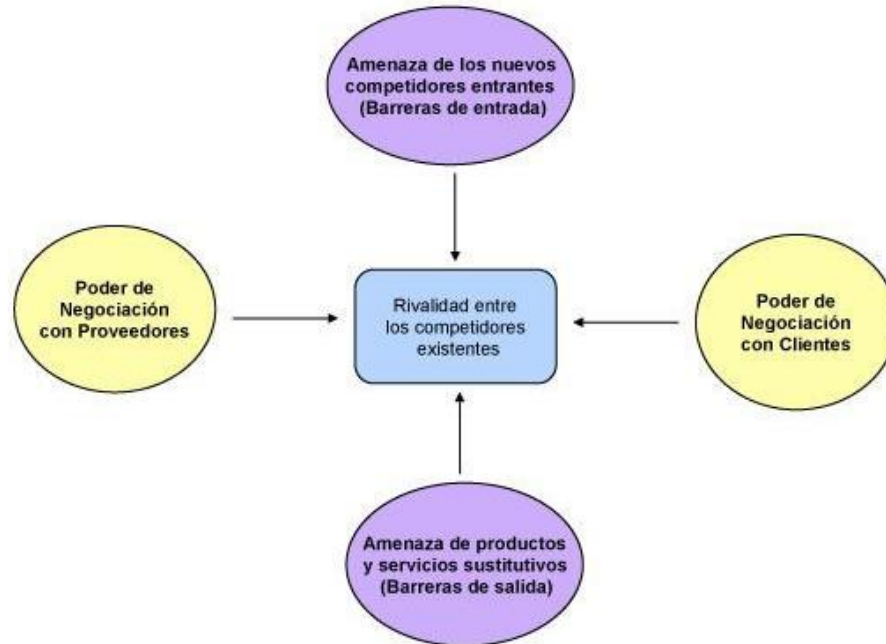 Amenaza de los nuevos
competidores entrantes
(Barreras de entrada)
Poder de
Negociación
con Proveedores
Rivalidad entre
los competidores
existentes
Poder de
Negociación
con Clientes
Amenaza de productos
y servicios sustitutivos
(Barreras de salida)